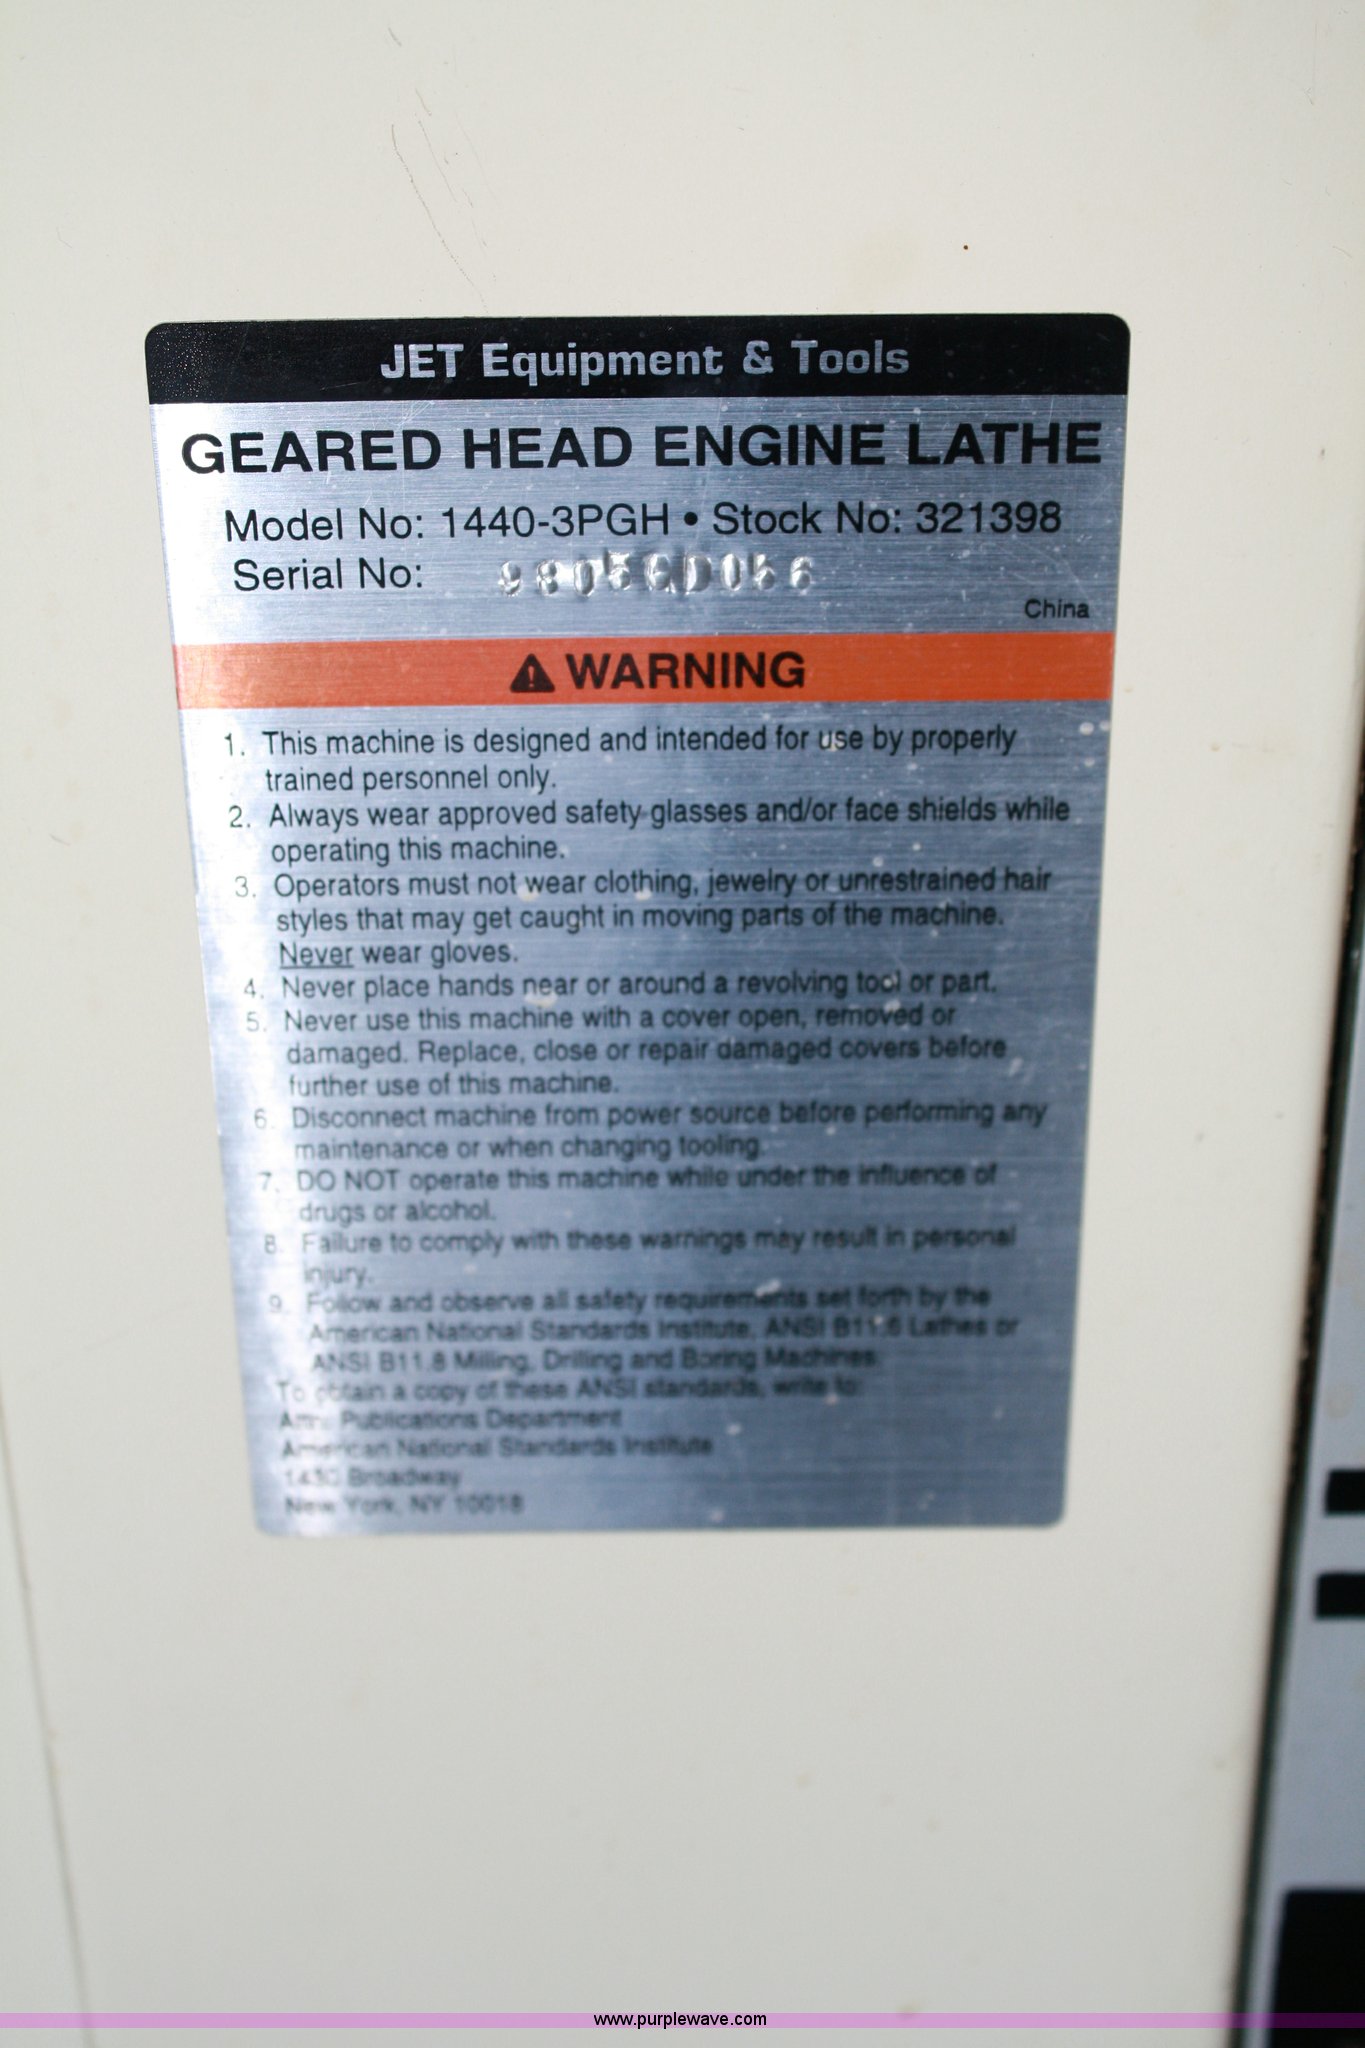 JET Equipment & Tools
GEARED HEAD ENGINE LATHE
Model No: 1440-3PGH • Stock No: 321398
Serial No:
China
WARNING
1. This machine is designed and intended for use by properly
trained personnel only.
2. Always wear approved safety glasses and/or face shields while
operating this machine.
3. Operators must not wear clothing, jewelry or unrestrained hair
styles that may get caught in moving parts of the machine.
Never wear gloves.
4. Never place hands near or around a revolving tool or part.
5. Never use this machine with a cover open, removed or
damaged. Replace, close or repair damaged covers before
further use of this machine.
6. Disconnect machine from power source before performing any
maintenance or when changing tooling.
7. DO NOT operate this machine while under the influence of
drugs or alcohol.
8. Failure to comply with these warnings may result in personal
injury.
9. Follow and observe all safety requirements set forth by the
American National Standards Institute, ANSI B11.6 Lathes or
ANSI B11.8 Milling, Drilling and Boring Machines.
To obtain a copy of these ANSI standards, write to:
Attn: Publications Department
American National Standards Institute
1430 Broadway
New York, NY 10018
www.purplewave.com